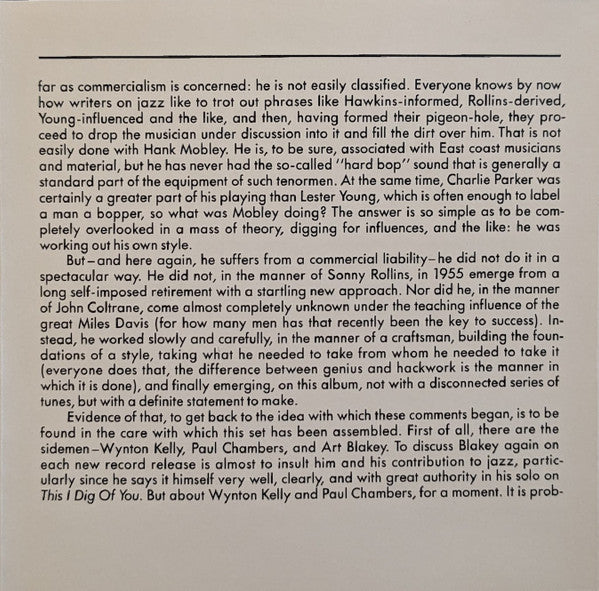 far as commercialism is concerned: he is not easily classified. Everyone knows by now
how writers on jazz like to trot out phrases like Hawkins-informed, Rollins-derived,
Young-influenced and the like, and then, having formed their pigeon-hole, they pro-
ceed to drop the musician under discussion into it and fill the dirt over him. That is not
easily done with Hank Mobley. He is, to be sure, associated with East coast musicians
and material, but he has never had the so-called "hard bop" sound that is generally a
standard part of the equipment of such tenormen. At the same time, Charlie Parker was
certainly a greater part of his playing than Lester Young, which is often enough to label
a man a bopper, so what was Mobley doing? The answer is so simple as to be com-
pletely overlooked in a mass of theory, digging for influences, and the like: he was
working out his own style.
But–and here again, he suffers from a commercial liability–he did not do it in a
spectacular way. He did not, in the manner of Sonny Rollins, in 1955 emerge from a
long self-imposed retirement with a startling new approach. Nor did he, in the manner
of John Coltrane, come almost completely unknown under the teaching influence of the
great Miles Davis (for how many men has that recently been the key to success). In-
stead, he worked slowly and carefully, in the manner of a craftsman, building the foun-
dations of a style, taking what he needed to take from whom he needed to take it
(everyone does that, the difference between genius and hackwork is the manner in
which it is done), and finally emerging, on this album, not with a disconnected series of
tunes, but with a definite statement to make.
Evidence of that, to get back to the idea with which these comments began, is to be
found in the care with which this set has been assembled. First of all, there are the
sidemen–Wynton Kelly, Paul Chambers, and Art Blakey. To discuss Blakey again on
each new record release is almost to insult him and his contribution to jazz, partic-
ularly since he says it himself very well, clearly, and with great authority in his solo on
This I Dig Of You. But about Wynton Kelly and Paul Chambers, for a moment. It is prob-